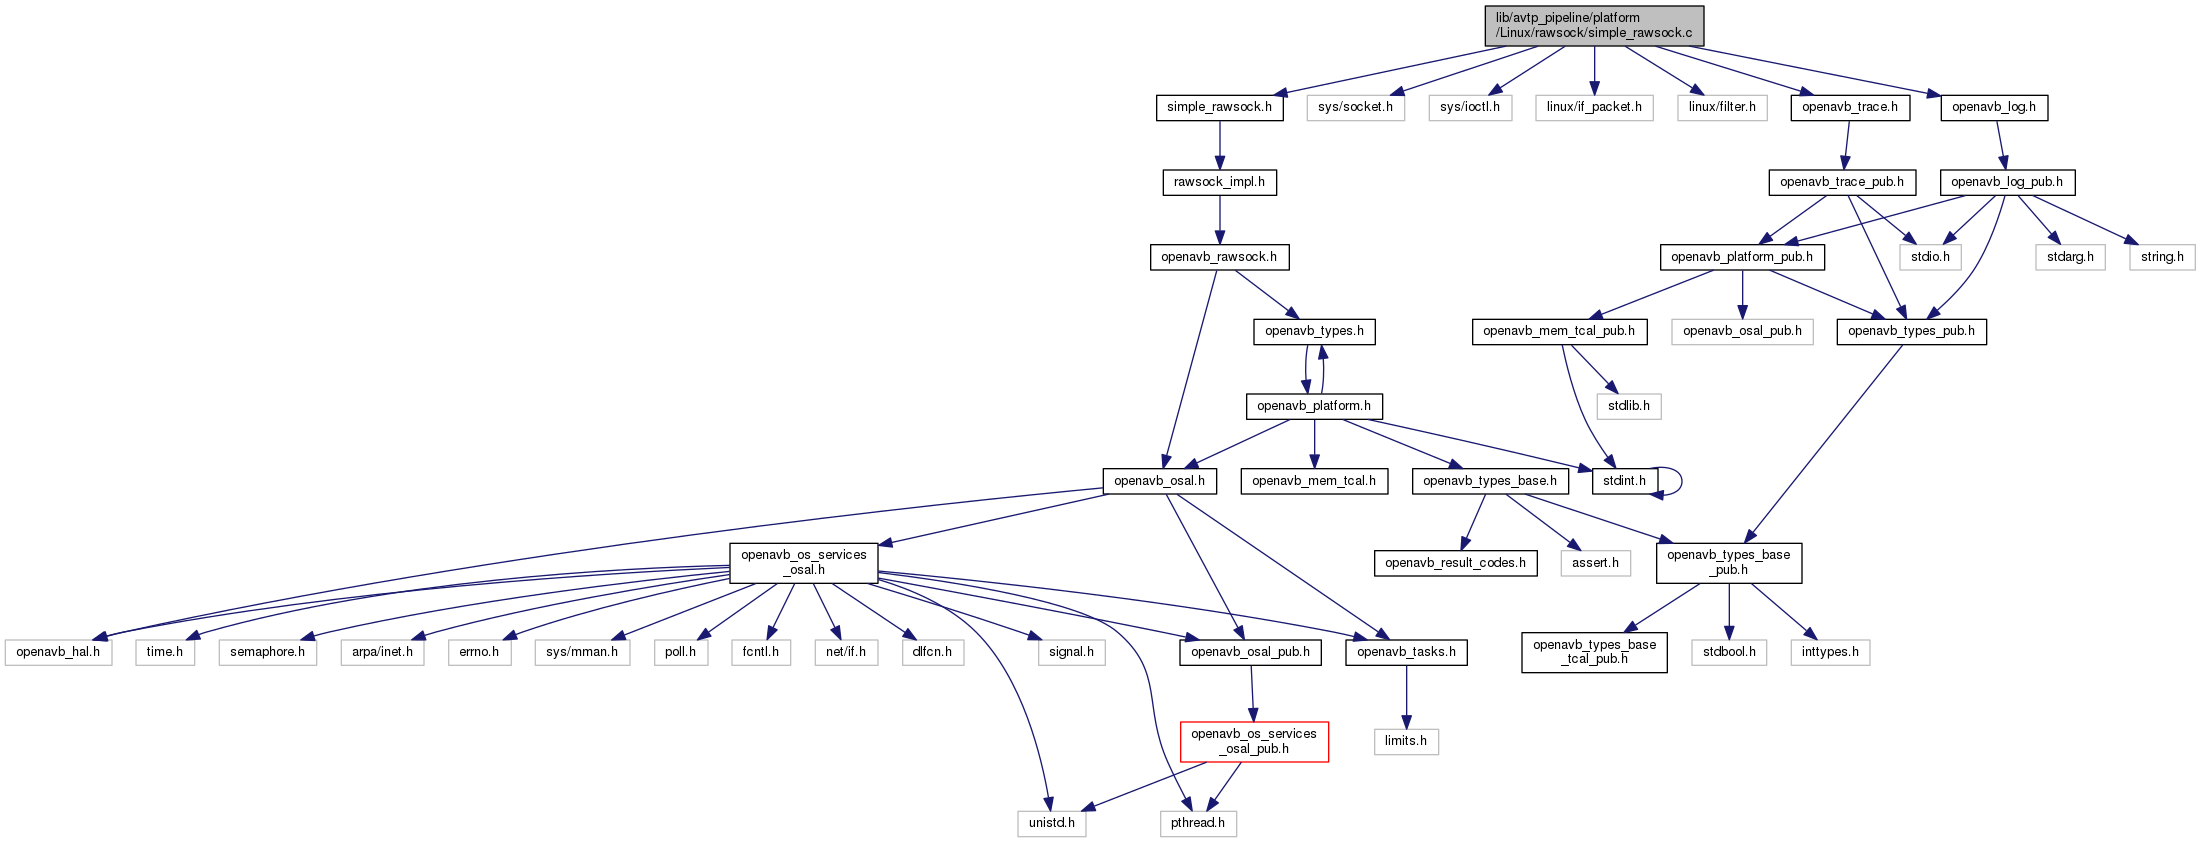 lib/avtp_pipeline/platform
/Linux/rawsock/simple_rawsock.c
simple_rawsock.h
sys/socket.h
sys/ioctl.h
linux/if_packet.h
linux/filter.h
openavb_trace.h
openavb_log.h
rawsock_impl.h
openavb_trace_pub.h
openavb_log_pub.h
openavb_rawsock.h
openavb_platform_pub.h
stdio.h
stdarg.h
string.h
openavb_types.h
openavb_mem_tcal_pub.h
openavb_osal_pub.h
openavb_types_pub.h
openavb_platform.h
stdlib.h
openavb_osal.h
openavb_mem_tcal.h
openavb_types_base.h
stdint.h
openavb_os_services
_osal.h
openavb_result_codes.h
assert.h
openavb_types_base
_pub.h
openavb_hal.h
time.h
semaphore.h
arpa/inet.h
errno.h
sys/mman.h
poll.h
fcntl.h
net/if.h
dlfcn.h
signal.h
openavb_osal_pub.h
openavb_tasks.h
openavb_types_base
_tcal_pub.h
stdbool.h
inttypes.h
openavb_os_services
_osal_pub.h
limits.h
unistd.h
pthread.h